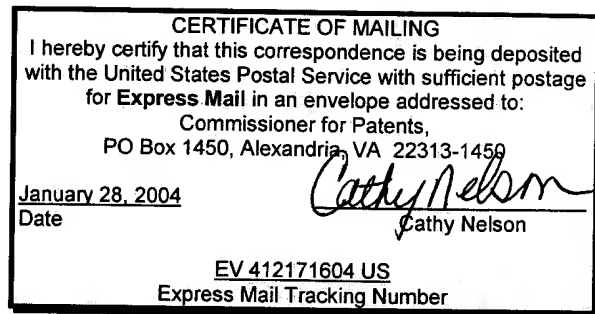 CERTIFICATE OF MAILING
I hereby certify that this correspondence is being deposited
with the United States Postal Service with sufficient postage
for Express Mail in an envelope addressed to:
Commissioner for Patents,
PO Box 1450, Alexandria, VA 22313-1450
January 28, 2004 Cathy Nelson
Date Cathy Nelson
EV 412171604 US
Express Mail Tracking Number